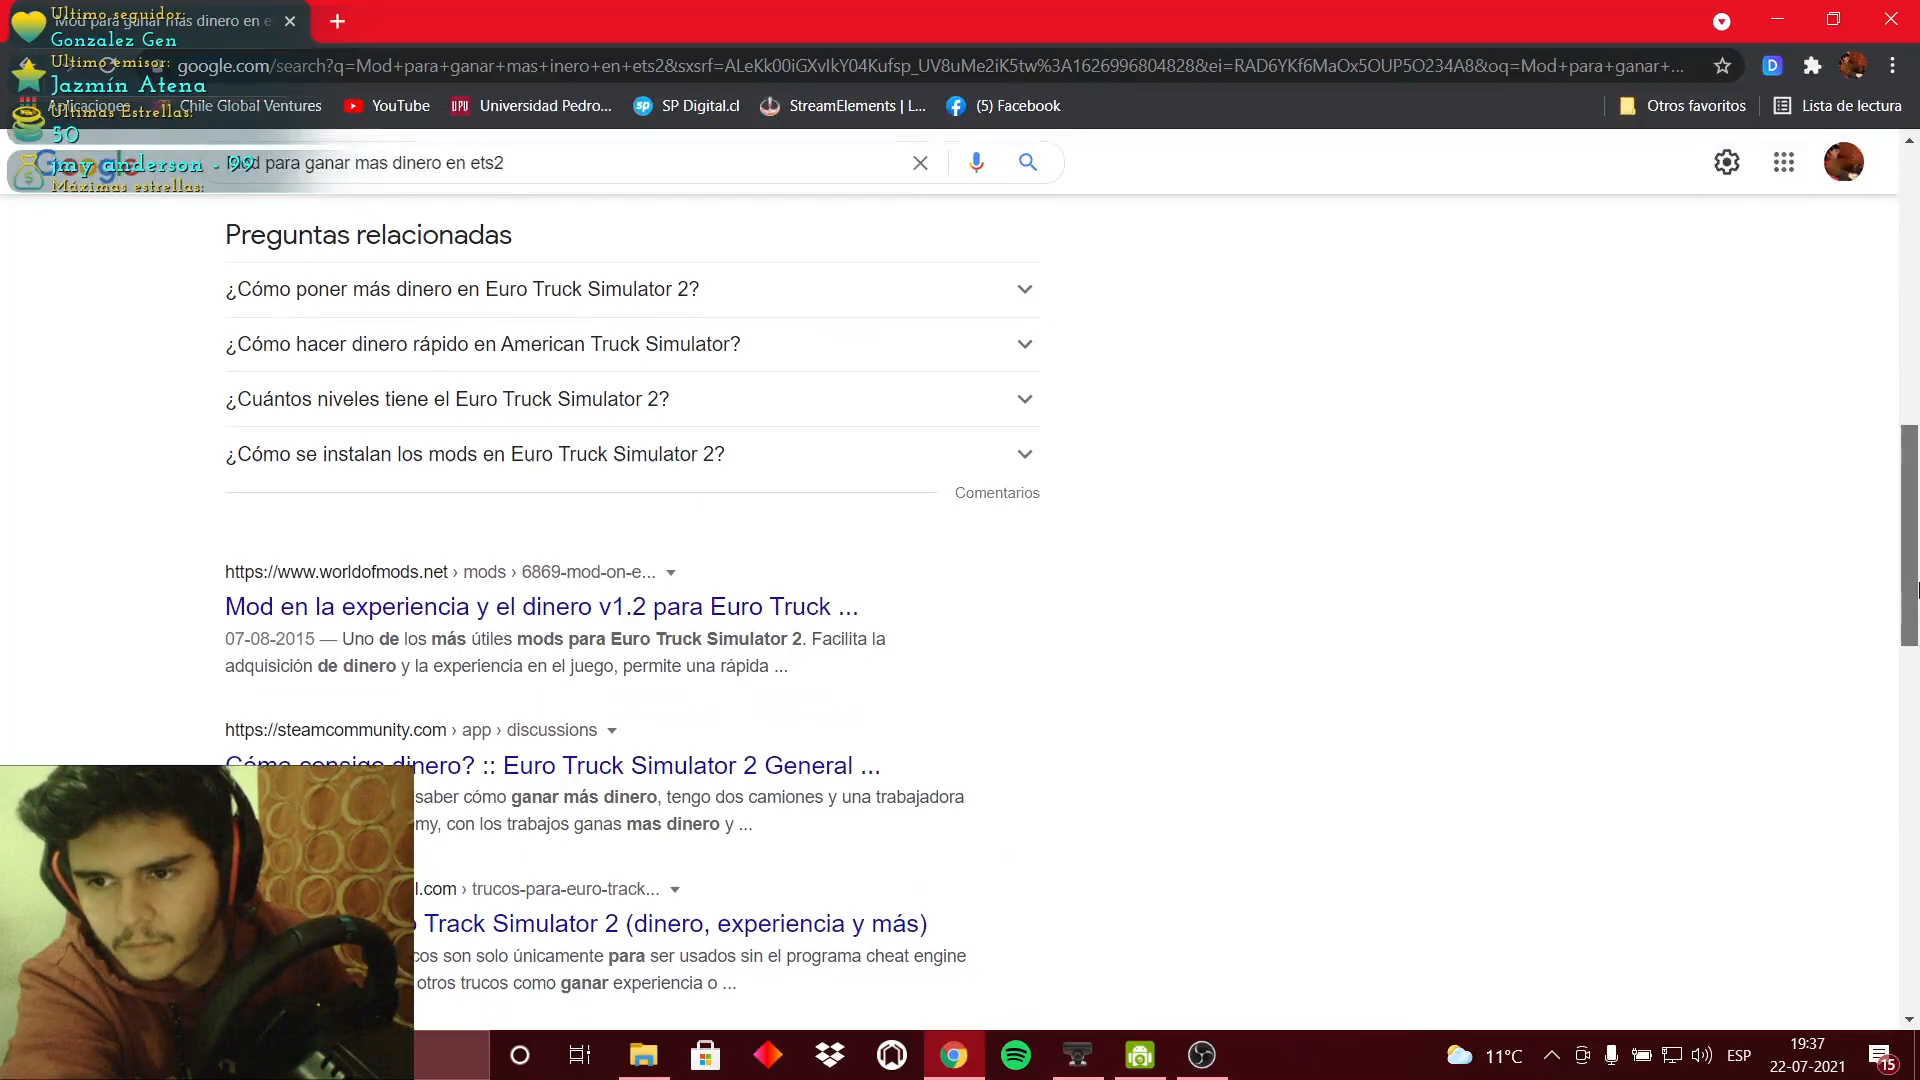 Último seguidor:
Gonzalez Gen
Último emisor:
Jazmín Atena
Últimas Estrellas:
50
jmy anderson - 99
Máximas estrellas:
Mod para ganar mas dinero en e
google.com/search?q=Mod+para+ganar+mas+inero+en+ets2&sxsrf=ALeKk00iGXvIkY04Kufsp_UV8uMe2iK5tw%3A1626996804828&ei=RAD6YKf6MaOx5OUP5O234A8&oq=Mod+para+ganar+...
Aplicaciones
Chile Global Ventures
YouTube
Universidad Pedro...
SP Digital.cl
StreamElements | L...
(5) Facebook
Otros favoritos
Lista de lectura
Google
Mod para ganar mas dinero en ets2
Preguntas relacionadas
¿Cómo poner más dinero en Euro Truck Simulator 2?
¿Cómo hacer dinero rápido en American Truck Simulator?
¿Cuántos niveles tiene el Euro Truck Simulator 2?
¿Cómo se instalan los mods en Euro Truck Simulator 2?
Comentarios
https://www.worldofmods.net › mods › 6869-mod-on-e...
Mod en la experiencia y el dinero v1.2 para Euro Truck ...
07-08-2015 — Uno de los más útiles mods para Euro Truck Simulator 2. Facilita la
adquisición de dinero y la experiencia en el juego, permite una rápida ...
https://steamcommunity.com › app › discussions
Cómo consigo dinero? :: Euro Truck Simulator 2 General ...
saber cómo ganar más dinero, tengo dos camiones y una trabajadora
my, con los trabajos ganas mas dinero y ...
l.com › trucos-para-euro-track...
Track Simulator 2 (dinero, experiencia y más)
cos son solo únicamente para ser usados sin el programa cheat engine
otros trucos como ganar experiencia o ...
11°C
ESP
19:37
22-07-2021
15